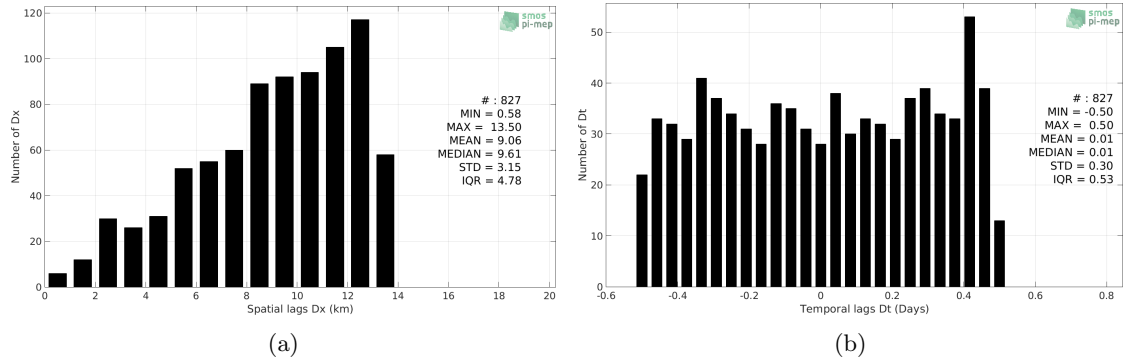 120
100
80
60
40
20
0
Number of Dx
0 2 4 6 8 10 12 14 16 18 20
Spatial lags Dx (km)
smos
pi-mep
# : 827
MIN = 0.58
MAX = 13.50
MEAN = 9.06
MEDIAN = 9.61
STD = 3.15
IQR = 4.78
(a)
50
40
30
20
10
0
Number of Dt
-0.6 -0.4 -0.2 0 0.2 0.4 0.6 0.8
Temporal lags Dt (Days)
smos
pi-mep
# : 827
MIN = -0.50
MAX = 0.50
MEAN = 0.01
MEDIAN = 0.01
STD = 0.30
IQR = 0.53
(b)